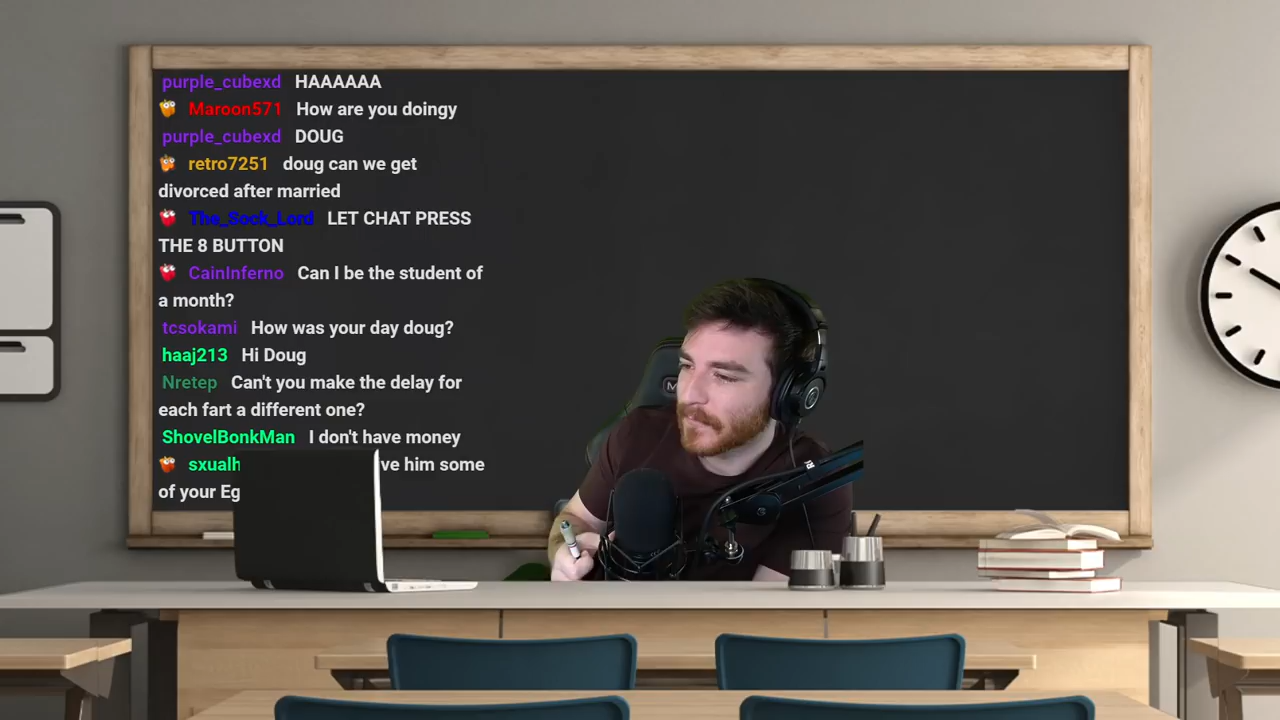 purple_cubexd HAAAAAA
Maroon571 How are you doingy
purple_cubexd DOUG
retro7251 doug can we get
divorced after married
The_Sock_Lord LET CHAT PRESS
THE 8 BUTTON
CainInferno Can I be the student of
a month?
tcsokami How was your day doug?
haaj213 Hi Doug
Nretep Can't you make the delay for
each fart a different one?
ShovelBonkMan I don't have money
him some
of your